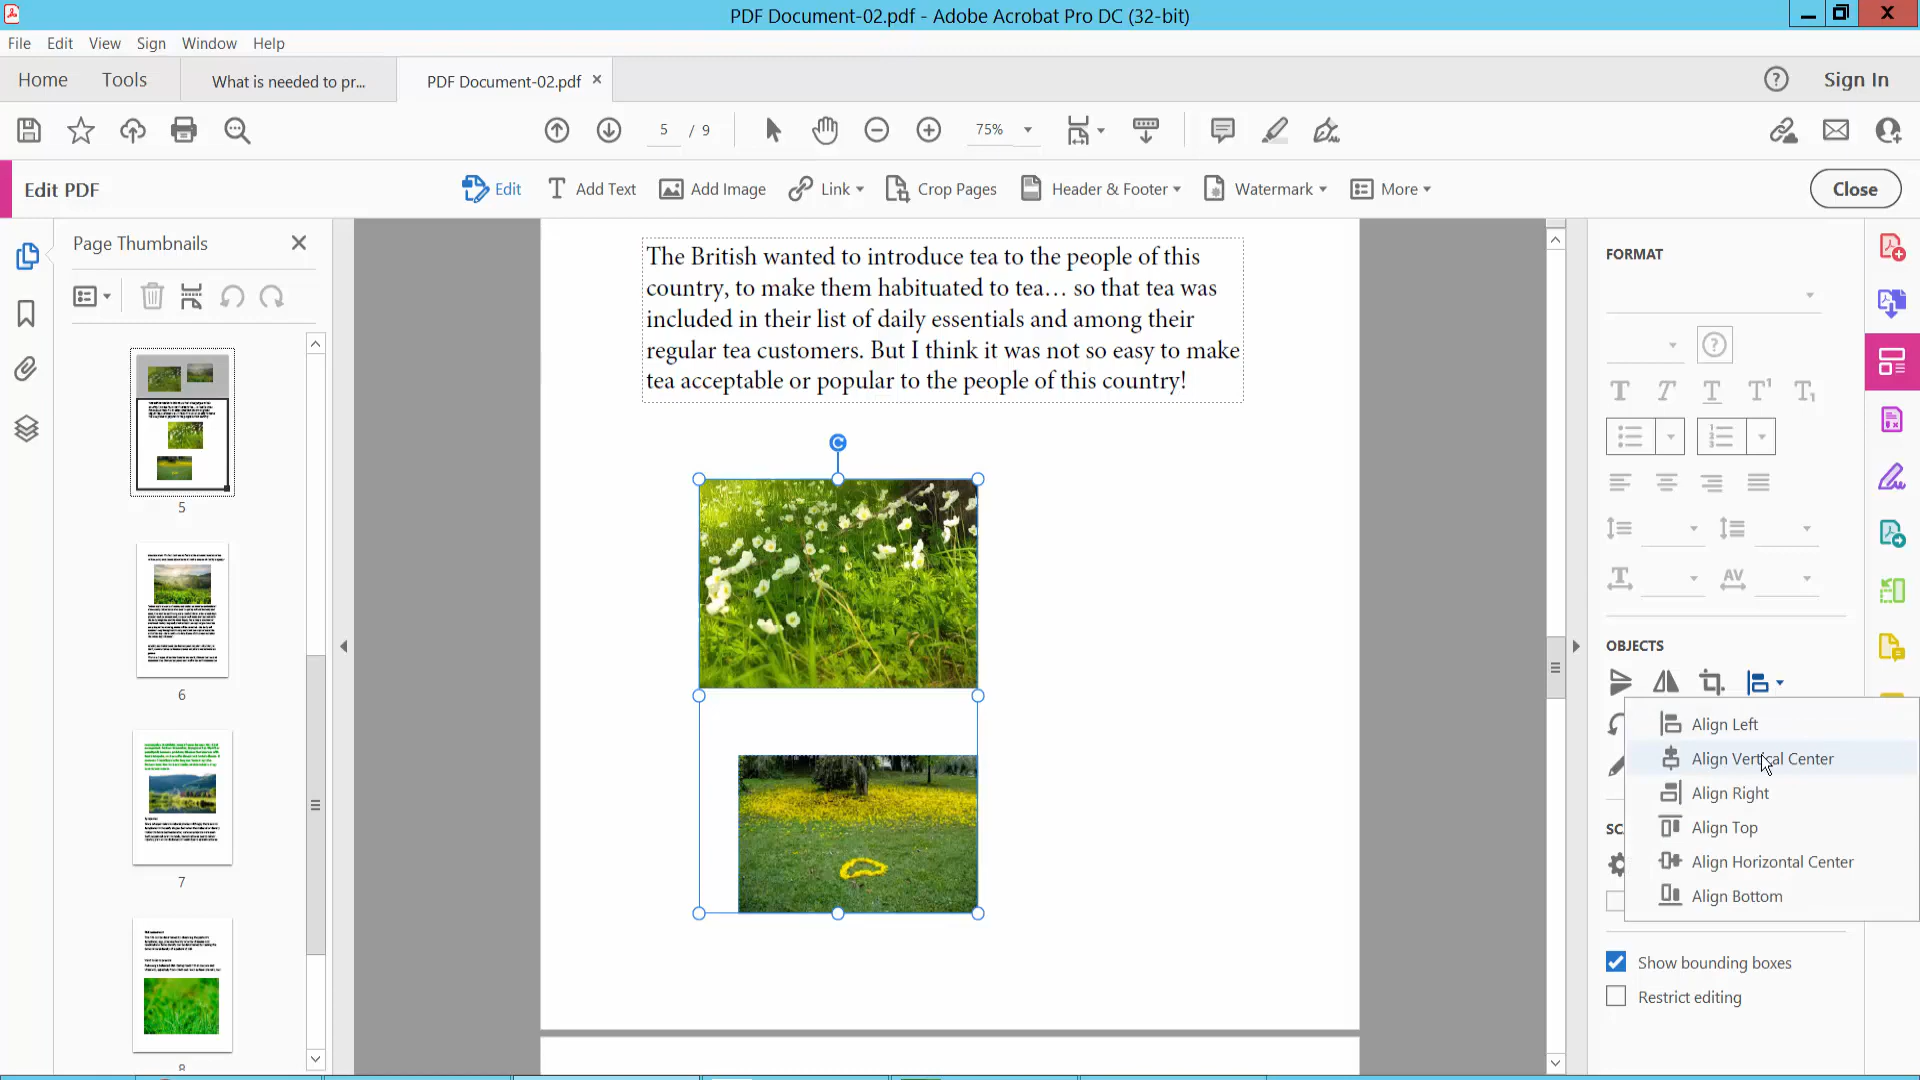 PDF Document-02.pdf - Adobe Acrobat Pro DC (32-bit)
File Edit View Sign Window Help
Home Tools What is needed to pr... PDF Document-02.pdf Sign In
5 / 9 75%
Edit PDF Edit Add Text Add Image Link Crop Pages Header & Footer Watermark More Close
Page Thumbnails
5
6
7
8
The British wanted to introduce tea to the people of this
country, to make them habituated to tea… so that tea was
included in their list of daily essentials and among their
regular tea customers. But I think it was not so easy to make
tea acceptable or popular to the people of this country!
FORMAT
OBJECTS
Align Left
Align Vertical Center
Align Right
Align Top
Align Horizontal Center
Align Bottom
Show bounding boxes
Restrict editing